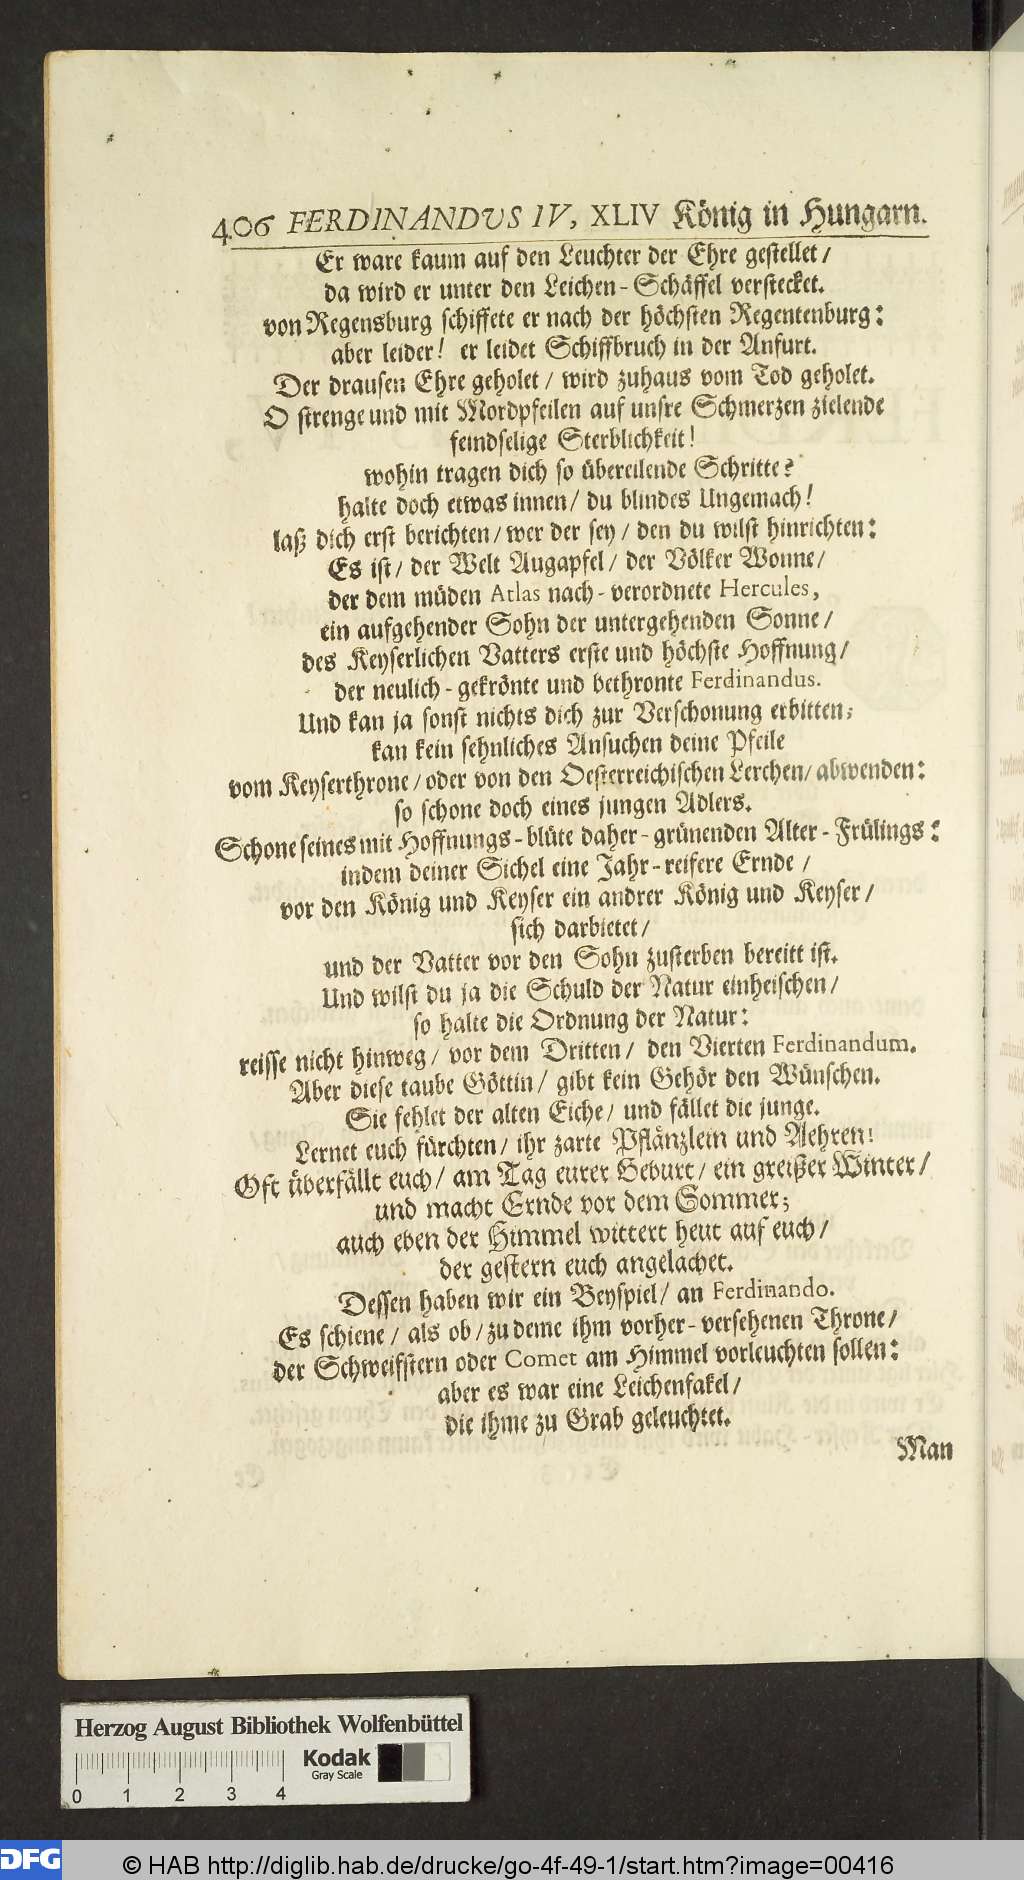 406 FERDINANDVS IV, XLIV König in Hungarn.
Er ware kaum auf den Leuchter der Ehre gestellet/
da wird er unter den Leichen-Schäffel verstecket.
von Regensburg schiffete er nach der höchsten Regentenburg:
aber leider! er leidet Schiffbruch in der Anfurt.
Der drausen Ehre geholet/ wird zuhaus vom Tod geholet.
O strenge und mit Mordpfeilen auf unsre Schmerzen zielende
feindselige Sterblichkeit!
wohin tragen dich so übereilende Schritte?
halte doch etwas innen/ du blindes Ungemach!
laß dich erst berichten/ wer der sey/ den du wilst hinrichten:
Es ist/ der Welt Augapfel/ der Völker Wonne/
der dem müden Atlas nach-verordnete Hercules,
ein aufgehender Sohn der untergehenden Sonne/
des Keyserlichen Vatters erste und höchste Hoffnung/
der neulich-gekrönte und bethronte Ferdinandus.
Und kan ja sonst nichts dich zur Verschonung erbitten;
kan kein sehnliches Ansuchen deine Pfeile
vom Keyserthrone/ oder von den Oesterreichischen Lerchen/ abwenden:
so schone doch eines jungen Adlers.
Schone seines mit Hoffnungs-blüte daher-grünenden Alter-Frülings:
indem deiner Sichel eine Jahr-reifere Ernde/
vor den König und Keyser ein andrer König und Keyser/
sich darbietet/
und der Vatter vor den Sohn zusterben bereitt ist.
Und wilst du ja die Schuld der Natur einheischen/
so halte die Ordnung der Natur:
reisse nicht hinweg/ vor dem Dritten/ den Vierten Ferdinandum.
Aber diese taube Göttin/ gibt kein Gehör den Wünschen.
Sie fehlet der alten Eiche/ und fället die junge.
Lernet euch fürchten/ ihr zarte Pflänzlein und Aehren!
Oft überfällt euch/ am Tag eurer Geburt/ ein greißer Winter/
und macht Ernde vor dem Sommer;
auch eben der Himmel wittert heut auf euch/
der gestern euch angelachet.
Dessen haben wir ein Beyspiel/ an Ferdinando.
Es schiene/ als ob/ zu deme ihm vorher-versehenen Throne/
der Schweifstern oder Comet am Himmel vorleuchten sollen:
aber es war eine Leichenfakel/
die ihme zu Grab geleuchtet.
Man
Herzog August Bibliothek Wolfenbüttel
Kodak
Gray Scale
0 1 2 3 4
DFG
© HAB http://diglib.hab.de/drucke/go-4f-49-1/start.htm?image=00416